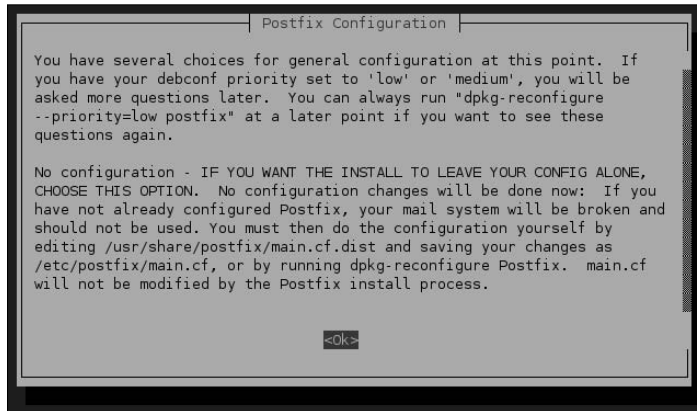 Postfix Configuration
You have several choices for general configuration at this point.  If
you have your debconf priority set to 'low' or 'medium', you will be
asked more questions later.  You can always run "dpkg-reconfigure
--priority=low postfix" at a later point if you want to see these
questions again.
No configuration - IF YOU WANT THE INSTALL TO LEAVE YOUR CONFIG ALONE,
CHOOSE THIS OPTION.  No configuration changes will be done now:  If you
have not already configured Postfix, your mail system will be broken and
should not be used. You must then do the configuration yourself by
editing /usr/share/postfix/main.cf.dist and saving your changes as
/etc/postfix/main.cf, or by running dpkg-reconfigure Postfix.  main.cf
will not be modified by the Postfix install process.
<Ok>